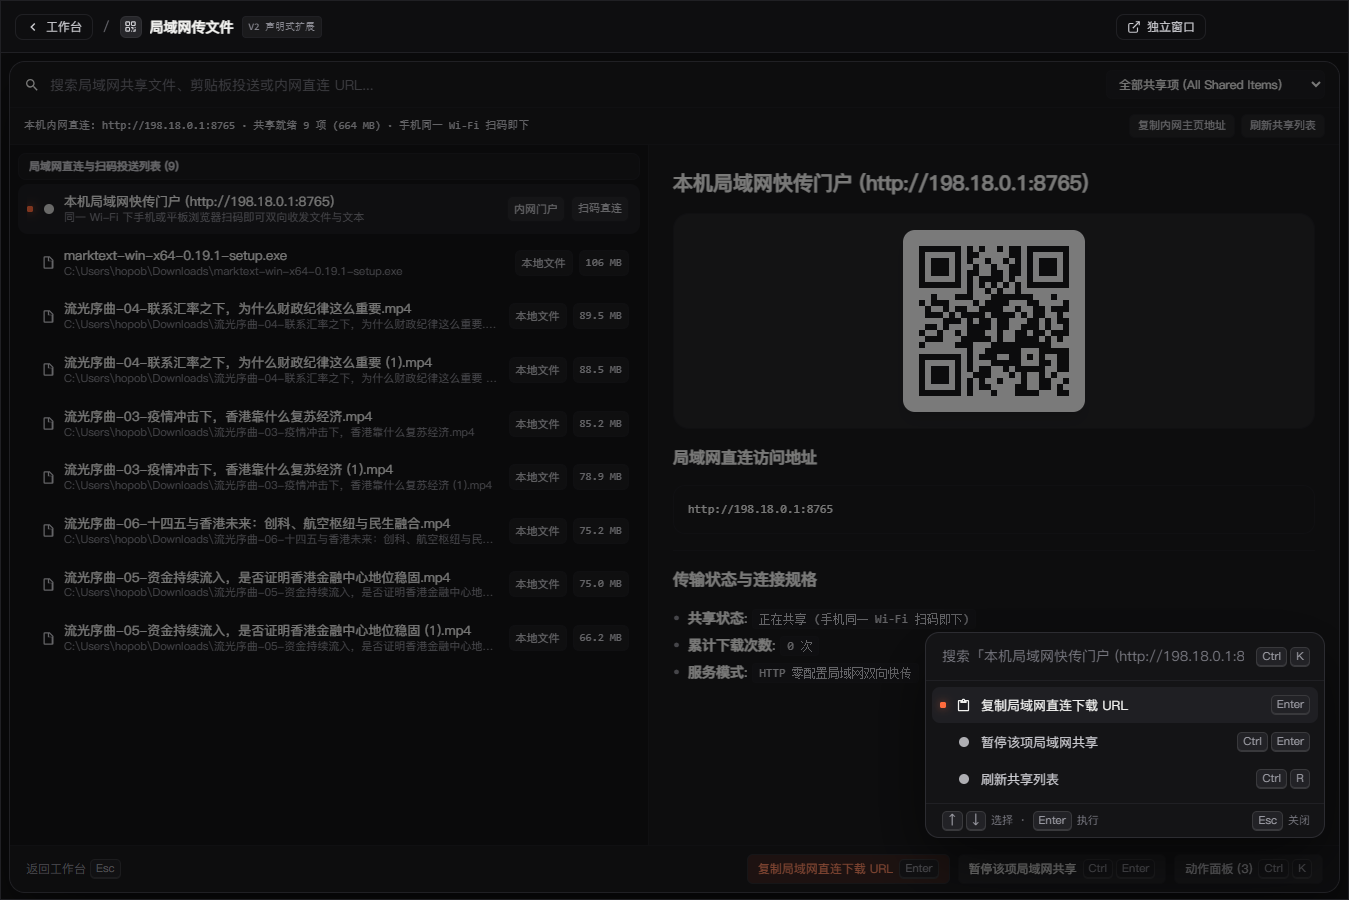 工作台 / 局域网传文件 V2 声明式扩展 独立窗口
搜索局域网共享文件、剪贴板投送或内网直连 URL... 全部共享项 (All Shared Items)
本机内网直连: http://198.18.0.1:8765 · 共享就绪 9 项 (664 MB) · 手机同一 Wi-Fi 扫码即下 复制内网主页地址 刷新共享列表
局域网直连与扫码投送列表 (9)
本机局域网快传门户 (http://198.18.0.1:8765) 内网门户 扫码直连
同一 Wi-Fi 下手机或平板浏览器扫码即可双向收发文件与文本
marktext-win-x64-0.19.1-setup.exe 本地文件 106 MB
C:\Users\hopob\Downloads\marktext-win-x64-0.19.1-setup.exe
流光序曲-04-联系汇率之下，为什么财政纪律这么重要.mp4 本地文件 89.5 MB
C:\Users\hopob\Downloads\流光序曲-04-联系汇率之下，为什么财政纪律这么重要....
流光序曲-04-联系汇率之下，为什么财政纪律这么重要 (1).mp4 本地文件 88.5 MB
C:\Users\hopob\Downloads\流光序曲-04-联系汇率之下，为什么财政纪律这么重要 ...
流光序曲-03-疫情冲击下，香港靠什么复苏经济.mp4 本地文件 85.2 MB
C:\Users\hopob\Downloads\流光序曲-03-疫情冲击下，香港靠什么复苏经济.mp4
流光序曲-03-疫情冲击下，香港靠什么复苏经济 (1).mp4 本地文件 78.9 MB
C:\Users\hopob\Downloads\流光序曲-03-疫情冲击下，香港靠什么复苏经济 (1).mp4
流光序曲-06-十四五与香港未来：创科、航空枢纽与民生融合.mp4 本地文件 75.2 MB
C:\Users\hopob\Downloads\流光序曲-06-十四五与香港未来：创科、航空枢纽与民...
流光序曲-05-资金持续流入，是否证明香港金融中心地位稳固.mp4 本地文件 75.0 MB
C:\Users\hopob\Downloads\流光序曲-05-资金持续流入，是否证明香港金融中心地...
流光序曲-05-资金持续流入，是否证明香港金融中心地位稳固 (1).mp4 本地文件 66.2 MB
C:\Users\hopob\Downloads\流光序曲-05-资金持续流入，是否证明香港金融中心地...
本机局域网快传门户 (http://198.18.0.1:8765)
局域网直连访问地址
http://198.18.0.1:8765
传输状态与连接规格
• 共享状态: 正在共享 (手机同一 Wi-Fi 扫码即下)
• 累计下载次数: 0 次
• 服务模式: HTTP 零配置局域网双向快传
搜索「本机局域网快传门户 (http://198.18.0.1:8 Ctrl K
复制局域网直连下载 URL Enter
暂停该项局域网共享 Ctrl Enter
刷新共享列表 Ctrl R
↑ ↓ 选择 · Enter 执行 Esc 关闭
返回工作台 Esc 复制局域网直连下载 URL Enter 暂停该项局域网共享 Ctrl Enter 动作面板 (3) Ctrl K